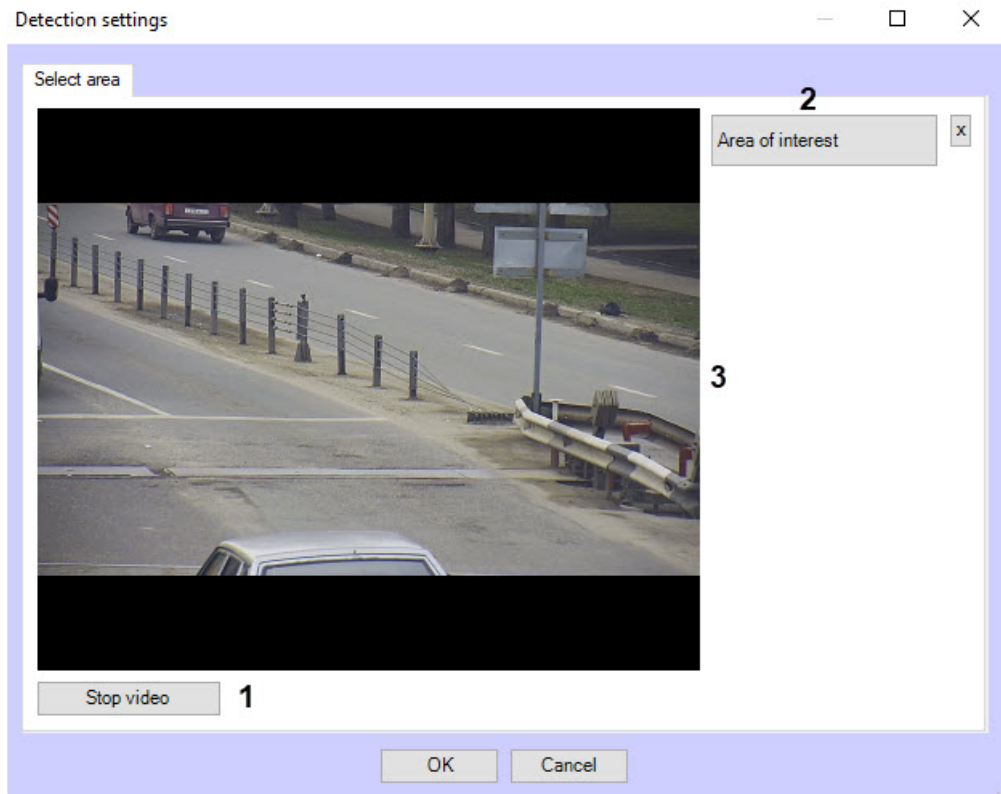 Detection settings
Select area
2
Area of interest
x
3
Stop video
1
OK
Cancel